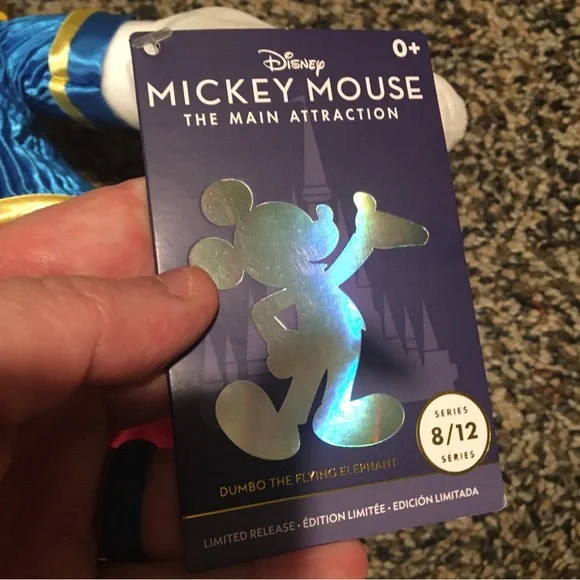 0+
Disney
MICKEY MOUSE
THE MAIN ATTRACTION
SERIES
8/12
SERIES
DUMBO THE FLYING ELEPHANT
LIMITED RELEASE • ÉDITION LIMITÉE • EDICIÓN LIMITADA